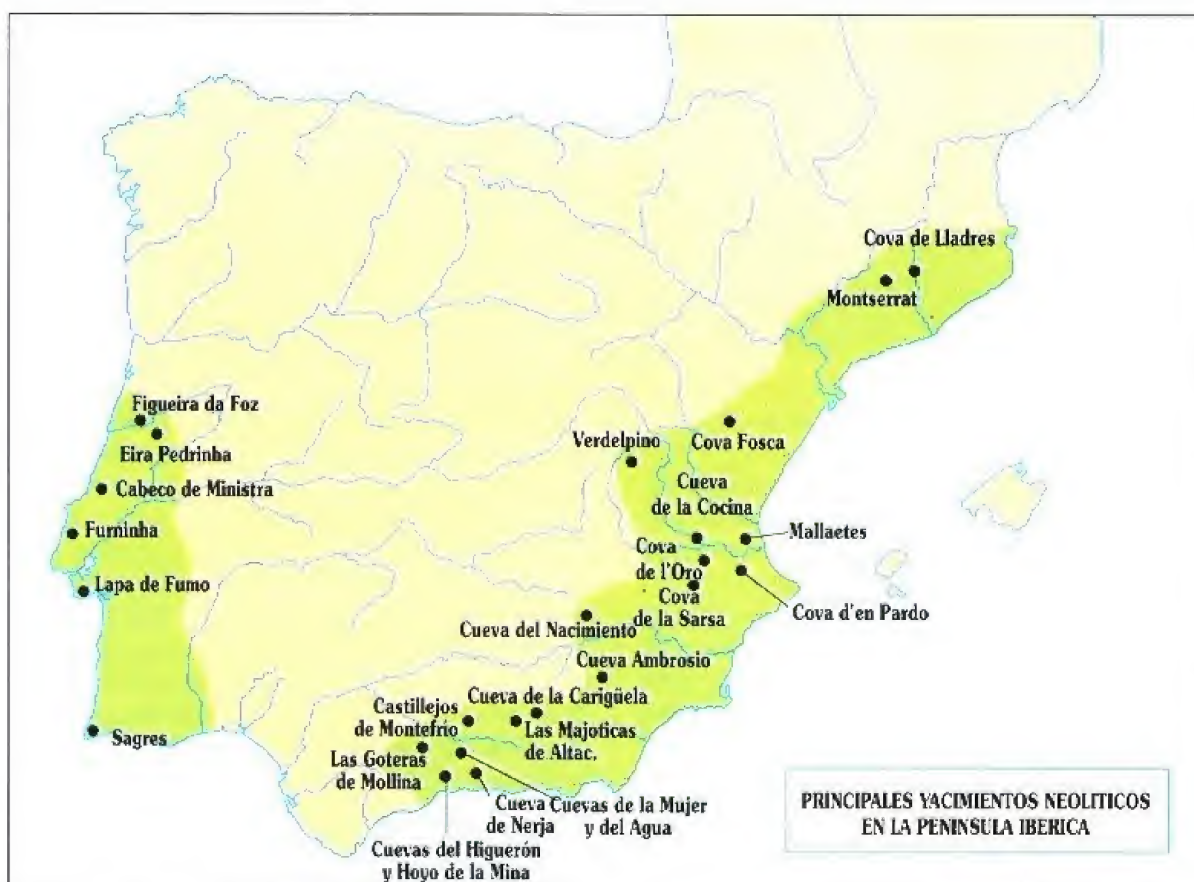 Cova de Lladres
Montserrat
Figueira da Foz
Eira Pedrinha
Cabeco de Ministra
Furninha
Lapa de Fumo
Sagres
Verdelpino
Cova Fosca
Cueva
de la Cocina
Mallaetes
Cova
de l'Oro
Cova
de la Sarsa
Cova d'en Pardo
Cueva del Nacimiento
Cueva Ambrosio
Cueva de la Carigüela
Castillejos
de Montefrío
Las Majoticas
de Altac.
Las Goteras
de Mollina
Cueva
de Nerja
Cuevas de la Mujer
y del Agua
Cuevas del Higuerón
y Hoyo de la Mina
PRINCIPALES YACIMIENTOS NEOLITICOS
EN LA PENINSULA IBERICA